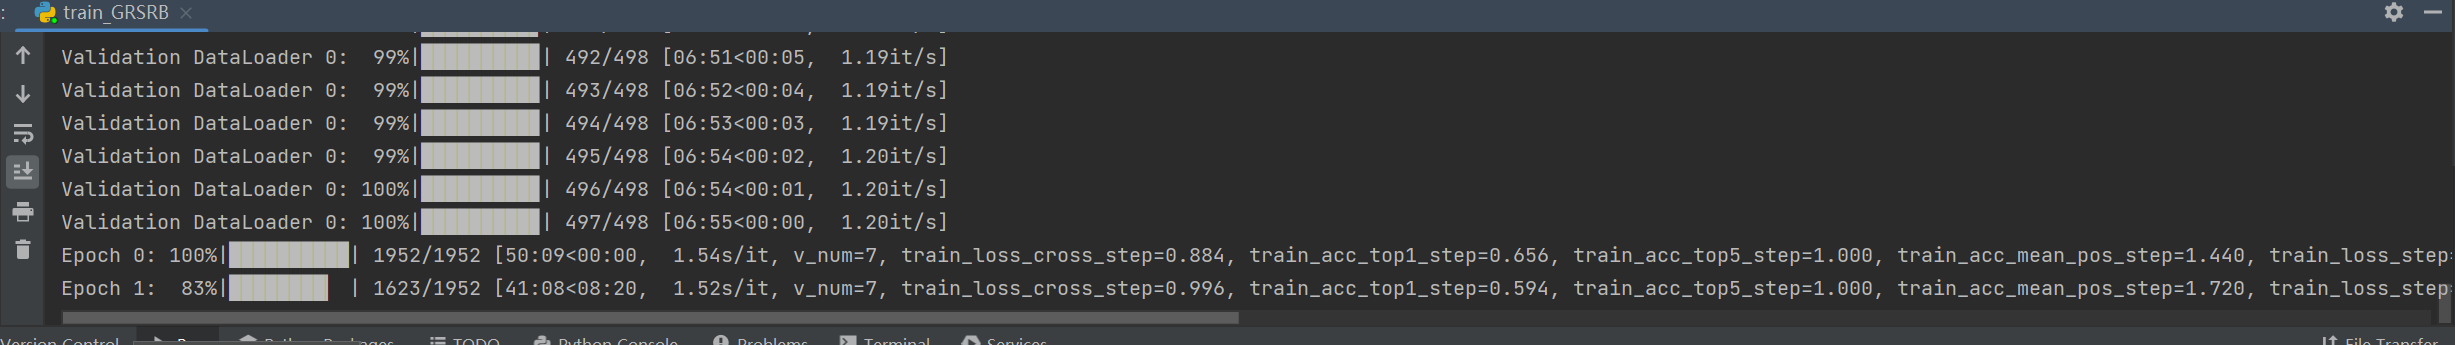 train_GRSRB
Validation DataLoader 0:  99%| | 492/498 [06:51<00:05,  1.19it/s]
Validation DataLoader 0:  99%| | 493/498 [06:52<00:04,  1.19it/s]
Validation DataLoader 0:  99%| | 494/498 [06:53<00:03,  1.19it/s]
Validation DataLoader 0:  99%| | 495/498 [06:54<00:02,  1.20it/s]
Validation DataLoader 0: 100%| | 496/498 [06:54<00:01,  1.20it/s]
Validation DataLoader 0: 100%| | 497/498 [06:55<00:00,  1.20it/s]
Epoch 0: 100%| | 1952/1952 [50:09<00:00,  1.54s/it, v_num=7, train_loss_cross_step=0.884, train_acc_top1_step=0.656, train_acc_top5_step=1.000, train_acc_mean_pos_step=1.440, train_loss_step=
Epoch 1:  83%| | 1623/1952 [41:08<08:20,  1.52s/it, v_num=7, train_loss_cross_step=0.996, train_acc_top1_step=0.594, train_acc_top5_step=1.000, train_acc_mean_pos_step=1.720, train_loss_step
Version Control Python Packages TODO Python Console Problems Terminal Services File Transfer